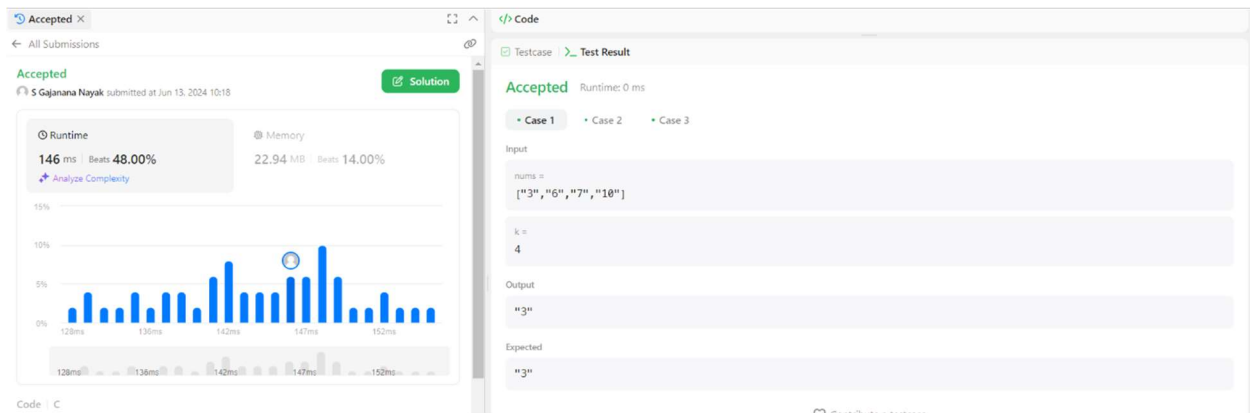 Accepted
All Submissions
Accepted
S Gajanana Nayak submitted at Jun 13, 2024 10:18
Solution
Runtime
146 ms | Beats 48.00%
Analyze Complexity
Memory
22.94 MB | Beats 14.00%
15%
10%
5%
0%
128ms 136ms 142ms 147ms 152ms
128ms 136ms 142ms 147ms 152ms
Code | C
</> Code
Testcase | >_ Test Result
Accepted Runtime: 0 ms
• Case 1 • Case 2 • Case 3
Input
nums =
["3","6","7","10"]
k =
4
Output
"3"
Expected
"3"